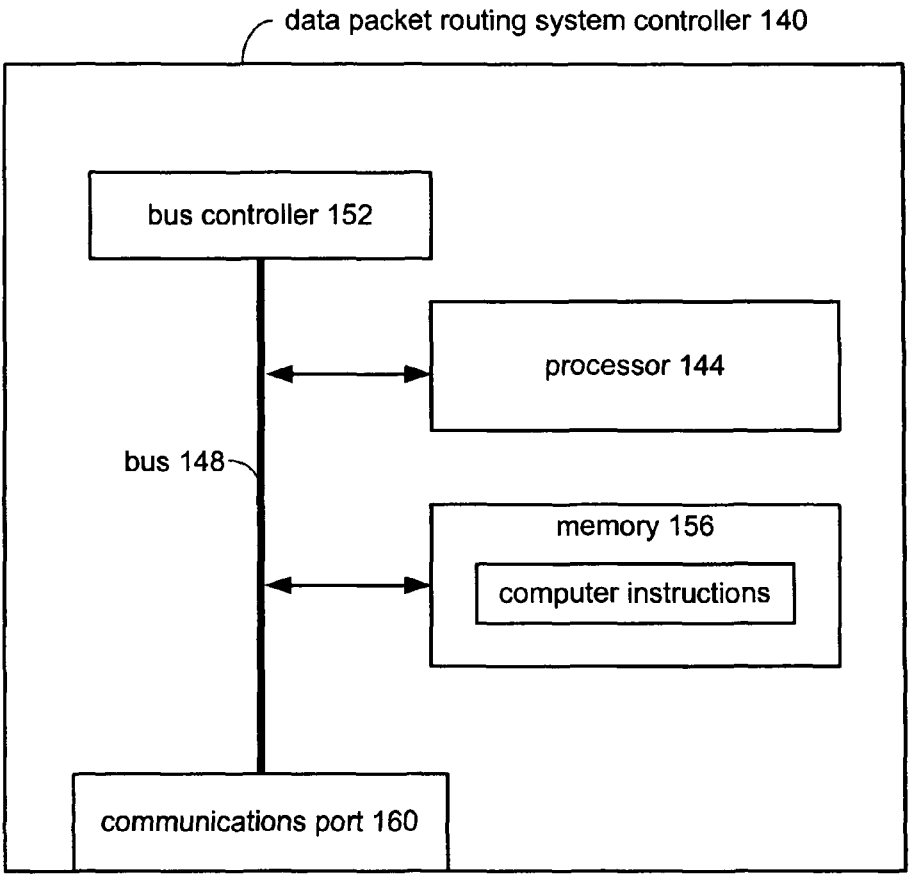 data packet routing system controller 140
bus controller 152
processor 144
bus 148
memory 156
computer instructions
communications port 160